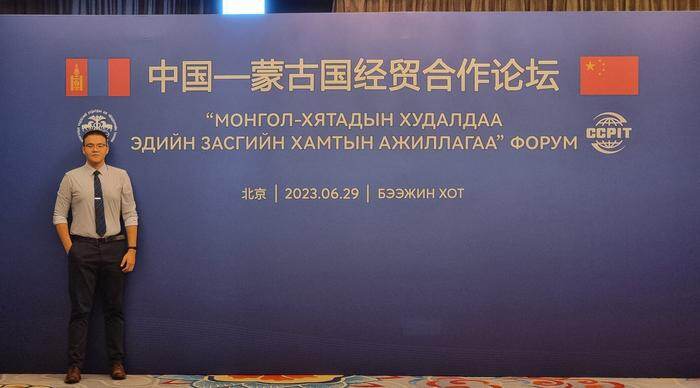 中国—蒙古国经贸合作论坛
“МОНГОЛ-ХЯТАДЫН ХУДАЛДАА
ЭДИЙН ЗАСГИЙН ХАМТЫН АЖИЛЛАГАА” ФОРУМ
CCPIT
北京 | 2023.06.29 | БЭЭЖИН ХОТ